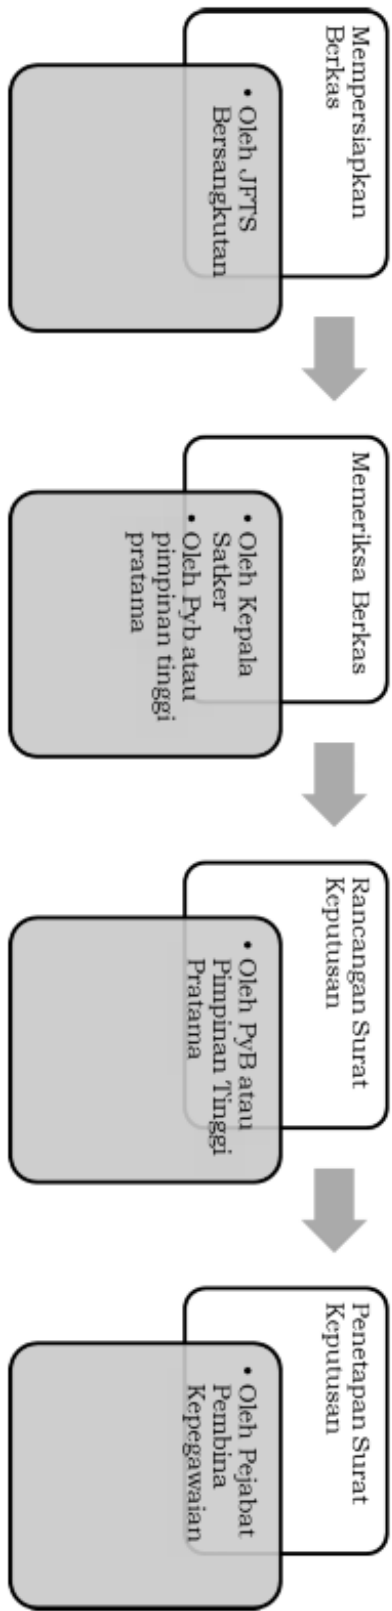 Mempersiapkan
Berkas
• Oleh JFTS
Bersangkutan
Memeriksa Berkas
• Oleh Kepala
Satker
• Oleh Pyb atau
pimpinan tinggi
pratama
Rancangan Surat
Keputusan
• Oleh PyB atau
Pimpinan Tinggi
Pratama
Penetapan Surat
Keputusan
• Oleh Pejabat
Pembina
Kepegawaian